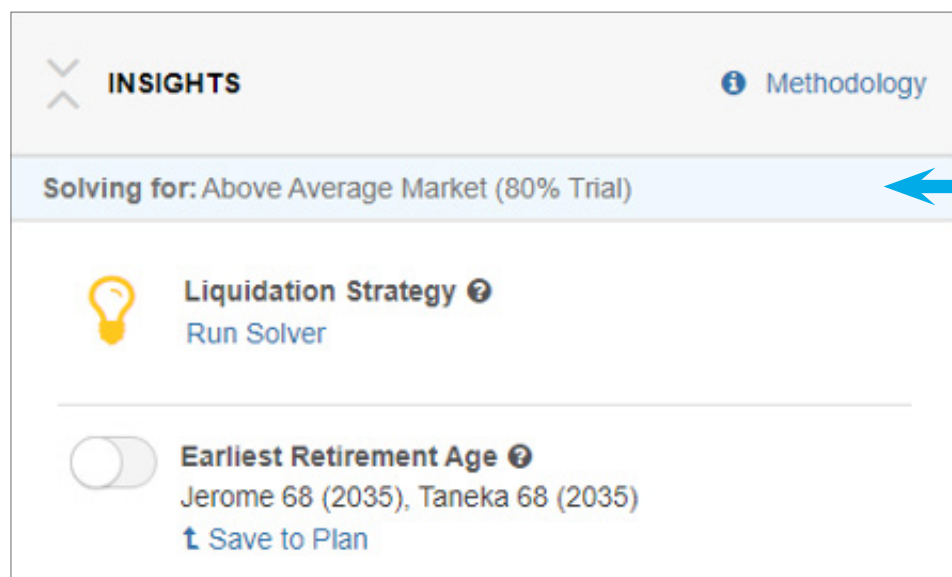 INSIGHTS
Methodology
Solving for: Above Average Market (80% Trial)
Liquidation Strategy
Run Solver
Earliest Retirement Age
Jerome 68 (2035), Taneka 68 (2035)
Save to Plan